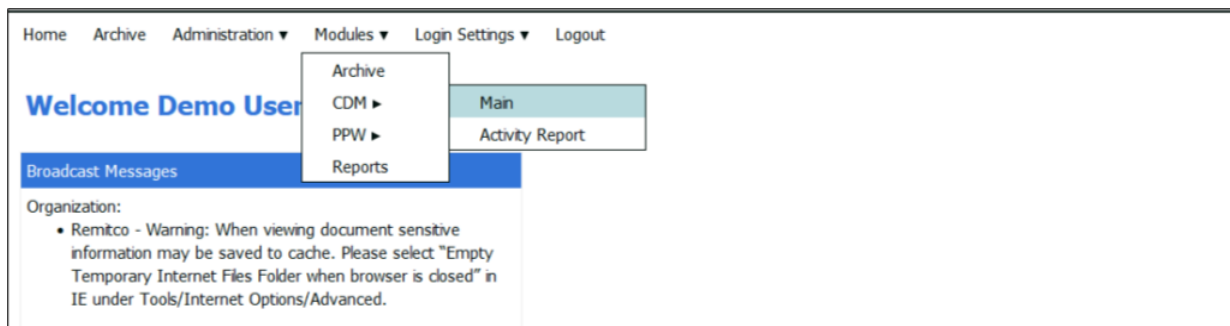 Home Archive Administration ▾ Modules ▾ Login Settings ▾ Logout
Archive
Welcome Demo User
CDM ▸
Main
PPW ▸
Activity Report
Reports
Broadcast Messages
Organization:
• Remitco - Warning: When viewing document sensitive
information may be saved to cache. Please select “Empty
Temporary Internet Files Folder when browser is closed” in
IE under Tools/Internet Options/Advanced.